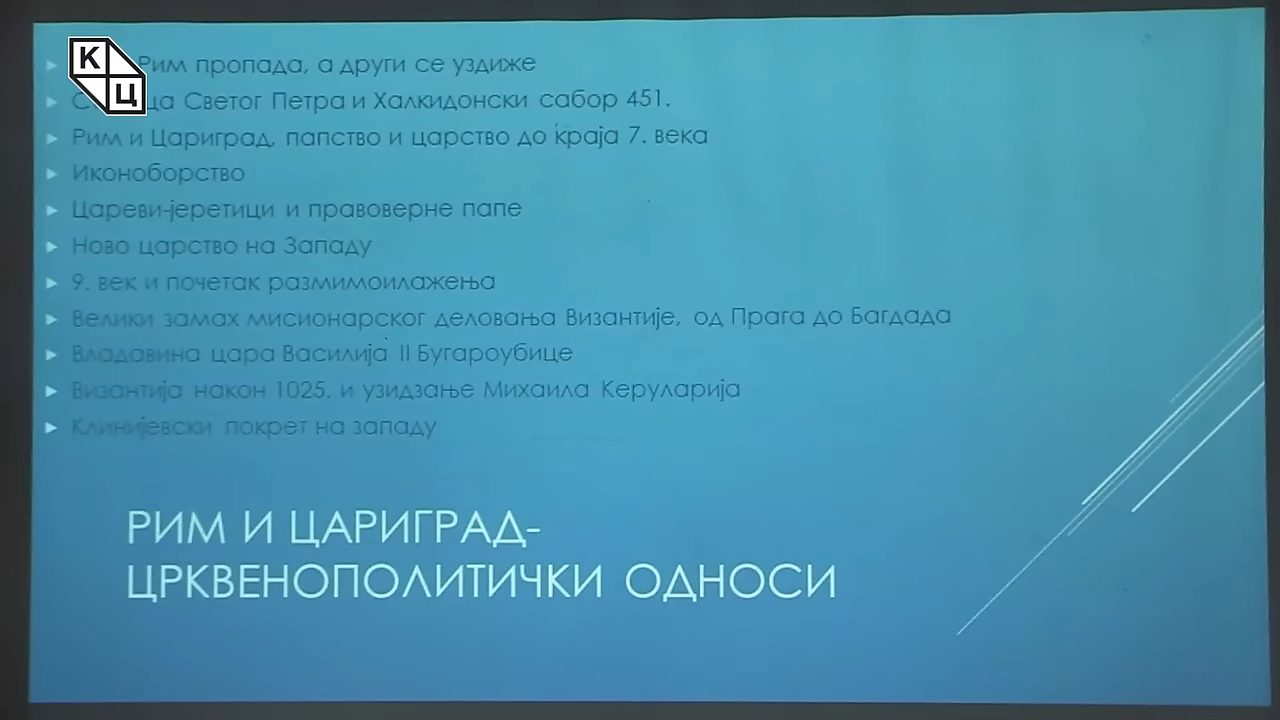 К
Ц
Рим пропада, а други се уздиже
Светог Петра и Халкидонски сабор 451.
Рим и Цариград, папство и царство до краја 7. века
Иконоборство
Цареви-јеретици и правоверне папе
Ново царство на Западу
9. век и почетак размимоилажења
Велики замах мисионарског деловања Византије, од Прага до Багдада
Владавина цара Василија II Бугароубице
Византија након 1025. и узидзање Михаила Керуларија
Клинијевски покрет на западу
РИМ И ЦАРИГРАД-
ЦРКВЕНОПОЛИТИЧКИ ОДНОСИ